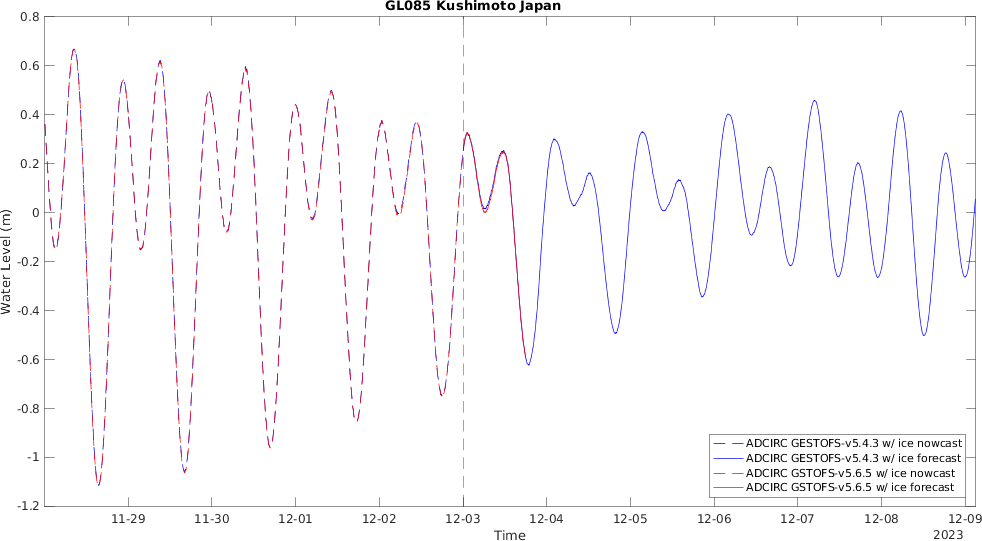 GL085 Kushimoto Japan
Water Level (m)
0.8
0.6
0.4
0.2
0
-0.2
-0.4
-0.6
-0.8
-1
-1.2
ADCIRC GESTOFS-v5.4.3 w/ ice nowcast
ADCIRC GESTOFS-v5.4.3 w/ ice forecast
ADCIRC GSTOFS-v5.6.5 w/ ice nowcast
ADCIRC GSTOFS-v5.6.5 w/ ice forecast
11-29 11-30 12-01 12-02 12-03 12-04 12-05 12-06 12-07 12-08 12-09
Time
2023